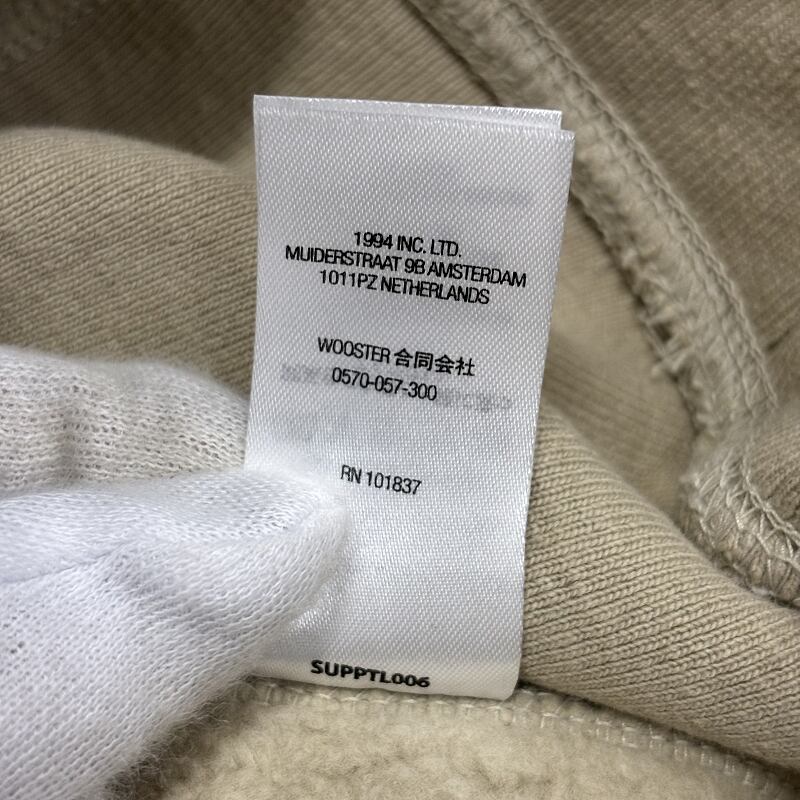 1994 INC. LTD.
MUIDERSTRAAT 9B AMSTERDAM
1011PZ NETHERLANDS
WOOSTER 合同会社
0570-057-300
RN 101837
SUPPTL006